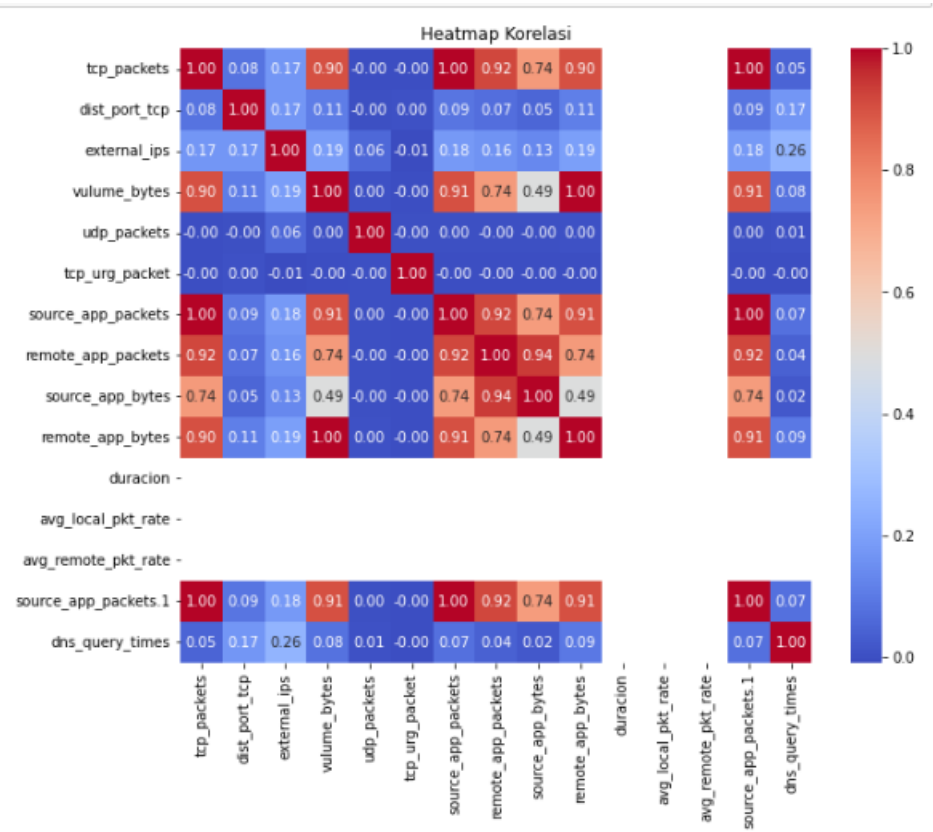 Heatmap Korelasi
tcp_packets - 1.00 0.08 0.17 0.90 -0.00 -0.00 1.00 0.92 0.74 0.90 1.00 0.05
dist_port_tcp - 0.08 1.00 0.17 0.11 -0.00 0.00 0.09 0.07 0.05 0.11 0.09 0.17
external_ips - 0.17 0.17 1.00 0.19 0.06 -0.01 0.18 0.16 0.13 0.19 0.18 0.26
vulume_bytes - 0.90 0.11 0.19 1.00 0.00 -0.00 0.91 0.74 0.49 1.00 0.91 0.08
udp_packets - -0.00 -0.00 0.06 0.00 1.00 -0.00 0.00 -0.00 -0.00 0.00 0.00 0.01
tcp_urg_packet - -0.00 0.00 -0.01 -0.00 -0.00 1.00 -0.00 -0.00 -0.00 -0.00 -0.00 -0.00
source_app_packets - 1.00 0.09 0.18 0.91 0.00 -0.00 1.00 0.92 0.74 0.91 1.00 0.07
remote_app_packets - 0.92 0.07 0.16 0.74 -0.00 -0.00 0.92 1.00 0.94 0.74 0.92 0.04
source_app_bytes - 0.74 0.05 0.13 0.49 -0.00 -0.00 0.74 0.94 1.00 0.49 0.74 0.02
remote_app_bytes - 0.90 0.11 0.19 1.00 0.00 -0.00 0.91 0.74 0.49 1.00 0.91 0.09
duracion -
avg_local_pkt_rate -
avg_remote_pkt_rate -
source_app_packets.1 - 1.00 0.09 0.18 0.91 0.00 -0.00 1.00 0.92 0.74 0.91 1.00 0.07
dns_query_times - 0.05 0.17 0.26 0.08 0.01 -0.00 0.07 0.04 0.02 0.09 0.07 1.00
tcp_packets
dist_port_tcp
external_ips
vulume_bytes
udp_packets
tcp_urg_packet
source_app_packets
remote_app_packets
source_app_bytes
remote_app_bytes
duracion
avg_local_pkt_rate
avg_remote_pkt_rate
source_app_packets.1
dns_query_times
1.0
0.8
0.6
0.4
0.2
0.0